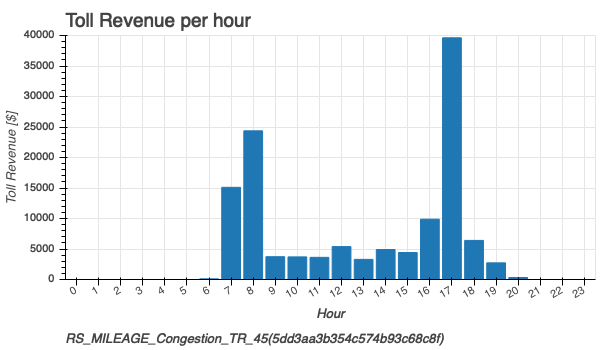 Toll Revenue per hour
Toll Revenue [$]
40000
35000
30000
25000
20000
15000
10000
5000
0
0 1 2 3 4 5 6 7 8 9 10 11 12 13 14 15 16 17 18 19 20 21 22 23
Hour
RS_MILEAGE_Congestion_TR_45(5dd3aa3b354c574b93c68c8f)